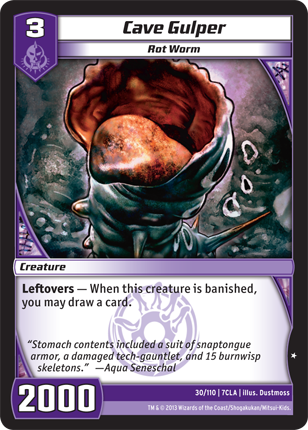 3
Cave Gulper
Rot Worm
Creature
Leftovers — When this creature is banished,
you may draw a card.
“Stomach contents included a suit of snaptongue
armor, a damaged tech-gauntlet, and 15 burnwisp
skeletons.” —Aqua Seneschal
2000
30/110 | 7CLA | illus. Dustmoss
TM & © 2013 Wizards of the Coast/Shogakukan/Mitsui-Kids.